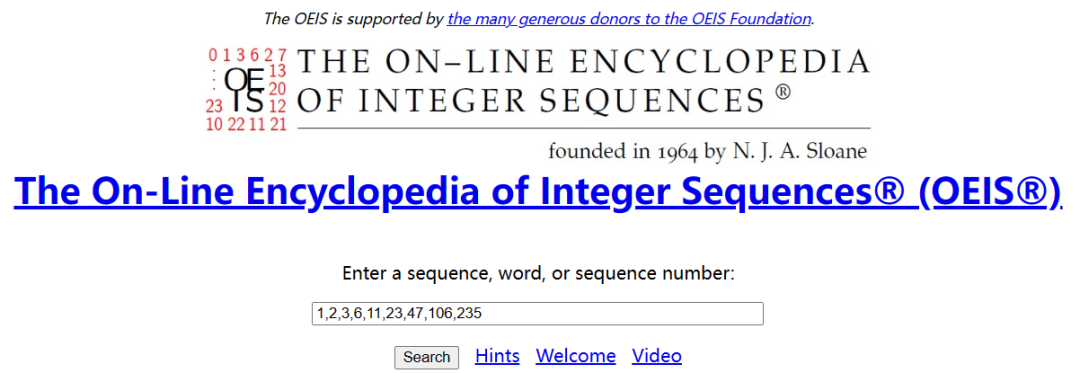 The OEIS is supported by the many generous donors to the OEIS Foundation.
0 1 3 6 2 7
: OE 13
: IS 20
23 12
10 22 11 21
THE ON–LINE ENCYCLOPEDIA
OF INTEGER SEQUENCES ®
founded in 1964 by N. J. A. Sloane
The On-Line Encyclopedia of Integer Sequences® (OEIS®)
Enter a sequence, word, or sequence number:
1,2,3,6,11,23,47,106,235
Search Hints Welcome Video